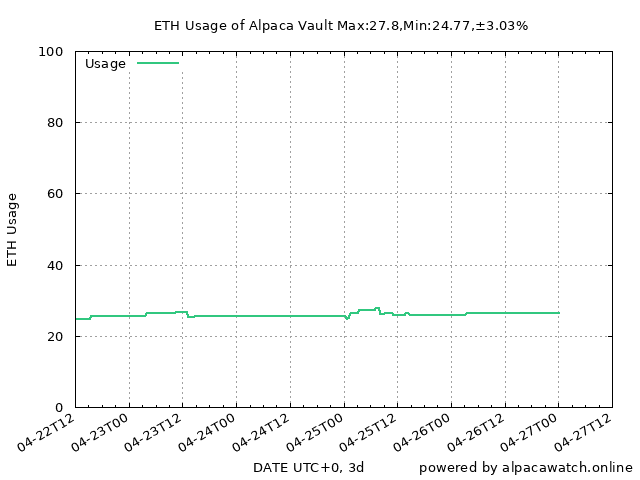 ETH Usage of Alpaca Vault Max:27.8,Min:24.77,±3.03%
Usage
100
80
60
40
20
0
ETH Usage
04-22T12
04-23T00
04-23T12
04-24T00
04-24T12
04-25T00
04-25T12
04-26T00
04-26T12
04-27T00
04-27T12
DATE UTC+0, 3d
powered by alpacawatch.online